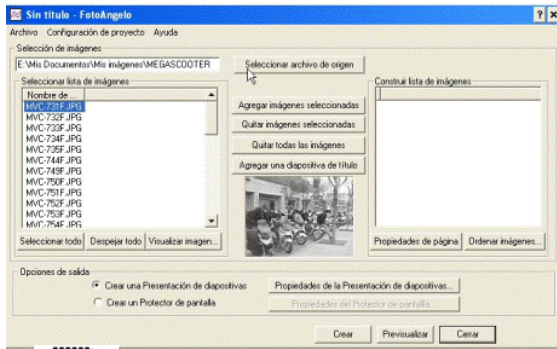 Sin título - FotoAngelo
Archivo Configuración de proyecto Ayuda
Selección de imágenes
E:\Mis Documentos\Mis imágenes\MEGASCOOTER
Seleccionar archivo de origen
Seleccionar lista de imágenes
Construir lista de imágenes
Nombre de ...
MVC-731F.JPG
MVC-732F.JPG
MVC-733F.JPG
MVC-734F.JPG
MVC-735F.JPG
MVC-744F.JPG
MVC-749F.JPG
MVC-750F.JPG
MVC-751F.JPG
MVC-752F.JPG
MVC-753F.JPG
MVC-754F.JPG
Agregar imágenes seleccionadas
Quitar imágenes seleccionadas
Quitar todas las imágenes
Agregar una diapositiva de título
Seleccionar todo Despejar todo Visualizar imagen...
Propiedades de página Ordenar imágenes...
Opciones de salida
Crear una Presentación de diapositivas Propiedades de la Presentación de diapositivas...
Crear un Protector de pantalla Propiedades del Protector de pantalla...
Crear Previsualizar Cerrar